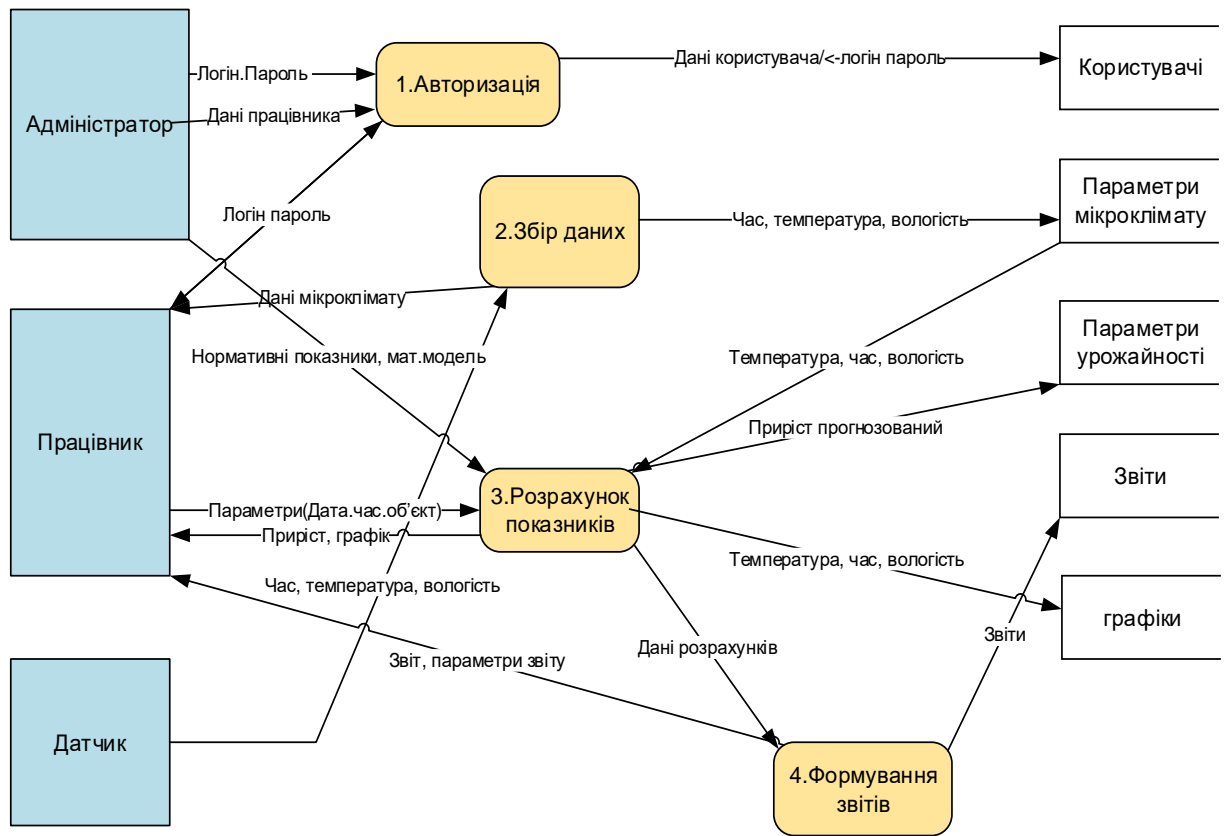 Адміністратор
Логін.Пароль
Дані працівника
1.Авторизація
Дані користувача/<-логін пароль
Користувачі
Логін пароль
2.Збір даних
Час, температура, вологість
Параметри
мікроклімату
Дані мікроклімату
Нормативні показники, мат.модель
Температура, час, вологість
Параметри
урожайності
Працівник
Приріст прогнозований
Параметри(Дата.час.об’єкт)
Приріст, графік
3.Розрахунок
показників
Звіти
Час, температура, вологість
Температура, час, вологість
графіки
Звіт, параметри звіту
Дані розрахунків
Звіти
Датчик
4.Формування
звітів